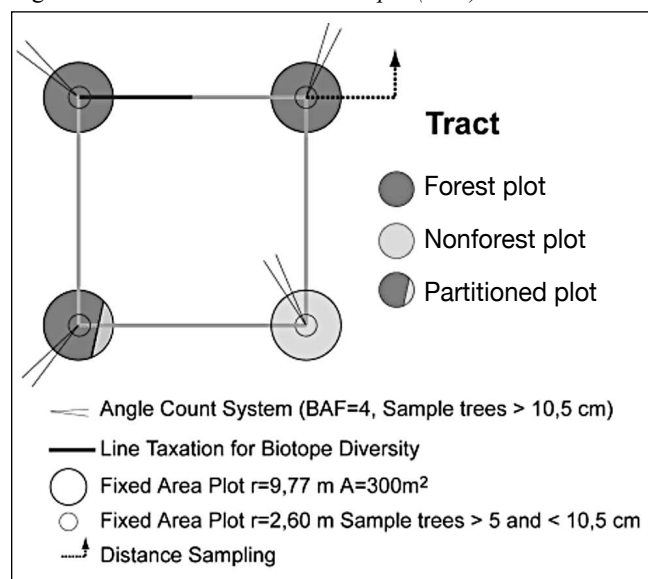 Tract
Forest plot
Nonforest plot
Partitioned plot
Angle Count System (BAF=4, Sample trees > 10,5 cm)
Line Taxation for Biotope Diversity
Fixed Area Plot r=9,77 m A=300m²
Fixed Area Plot r=2,60 m Sample trees > 5 and < 10,5 cm
Distance Sampling